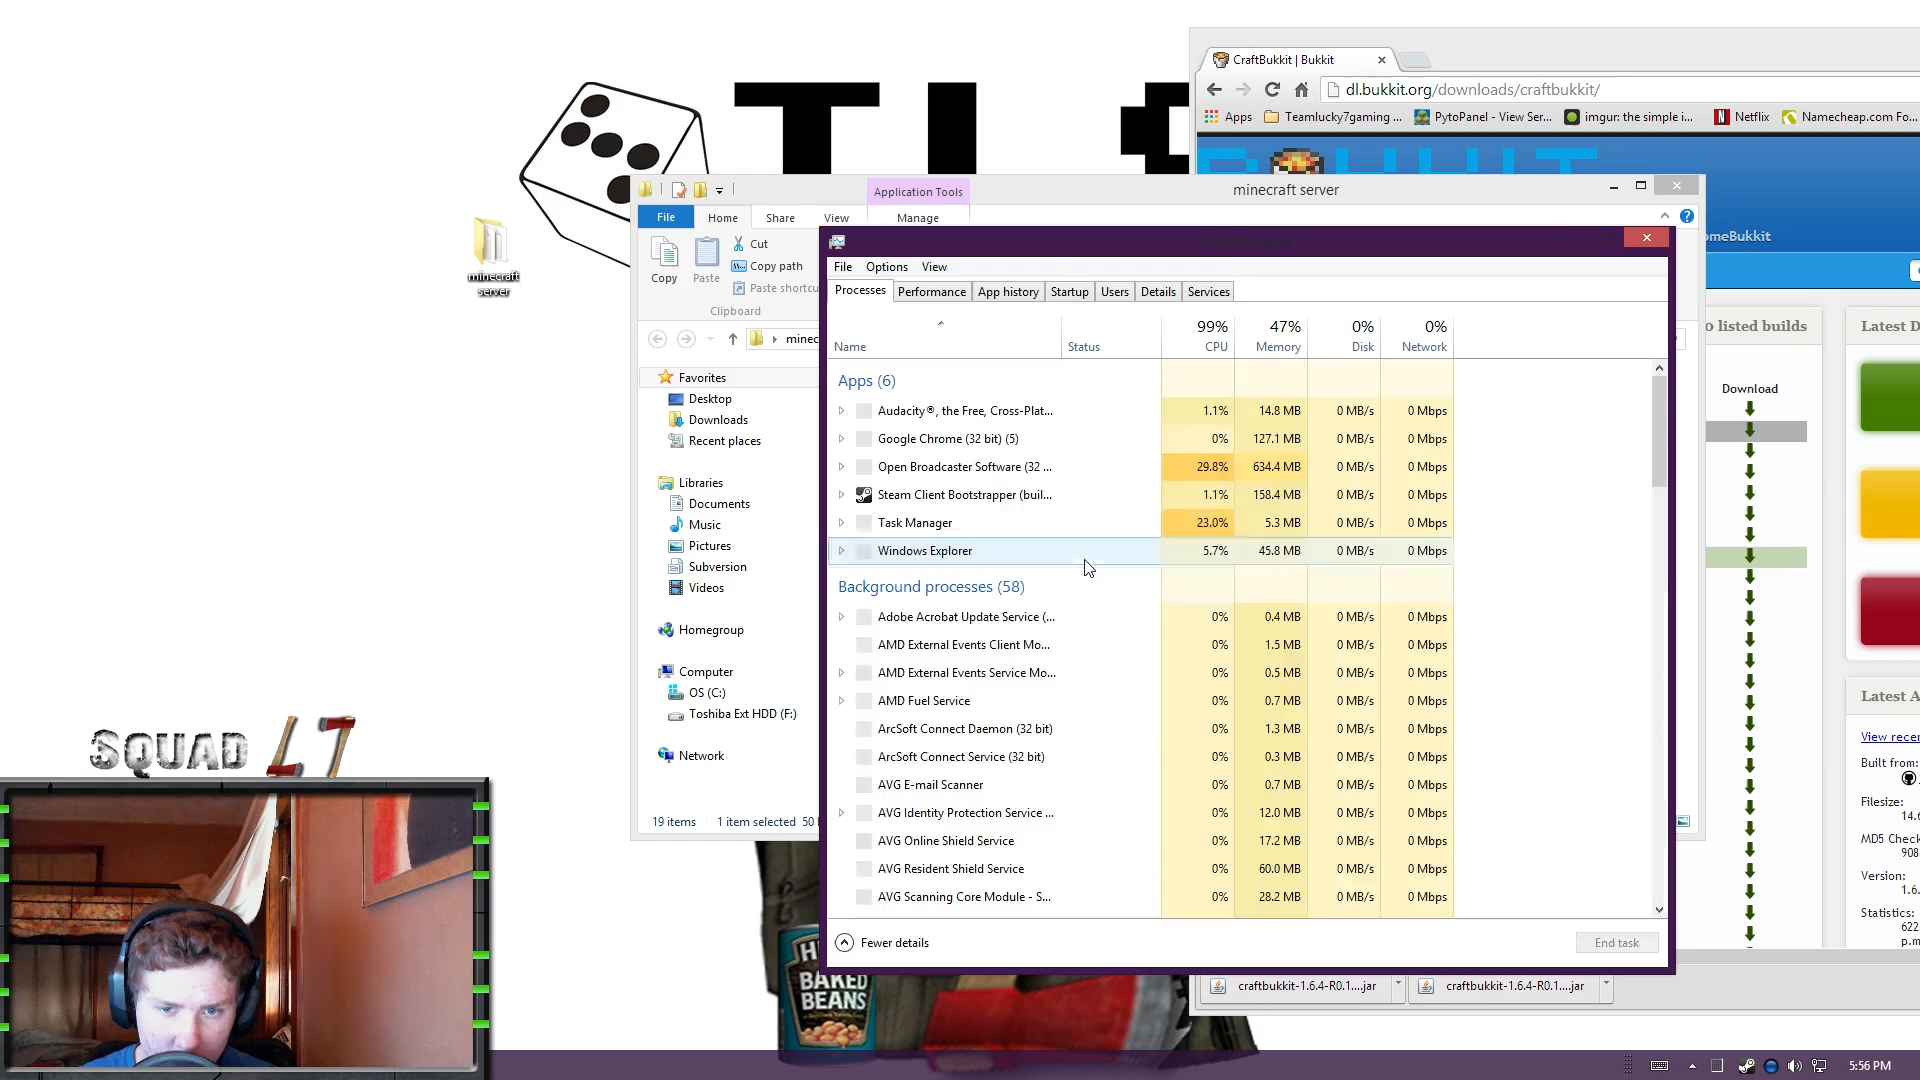 TL
CraftBukkit | Bukkit
dl.bukkit.org/downloads/craftbukkit/
Apps
Teamlucky7gaming ...
PytoPanel - View Ser...
imgur: the simple i...
Netflix
Namecheap.com Fo...
minecraft server
Application Tools
minecraft server
File
Home
Share
View
Manage
Copy
Paste
Cut
Copy path
Paste shortcu
Clipboard
minec
Favorites
Desktop
Downloads
Recent places
Libraries
Documents
Music
Pictures
Subversion
Videos
Homegroup
Computer
OS (C:)
Toshiba Ext HDD (F:)
Network
19 items
1 item selected 50
File
Options
View
Processes
Performance
App history
Startup
Users
Details
Services
99%
47%
0%
0%
Name
Status
CPU
Memory
Disk
Network
Apps (6)
Audacity®, the Free, Cross-Plat... 1.1% 14.8 MB 0 MB/s 0 Mbps
Google Chrome (32 bit) (5) 0% 127.1 MB 0 MB/s 0 Mbps
Open Broadcaster Software (32 ... 29.8% 634.4 MB 0 MB/s 0 Mbps
Steam Client Bootstrapper (buil... 1.1% 158.4 MB 0 MB/s 0 Mbps
Task Manager 23.0% 5.3 MB 0 MB/s 0 Mbps
Windows Explorer 5.7% 45.8 MB 0 MB/s 0 Mbps
Background processes (58)
Adobe Acrobat Update Service (... 0% 0.4 MB 0 MB/s 0 Mbps
AMD External Events Client Mo... 0% 1.5 MB 0 MB/s 0 Mbps
AMD External Events Service Mo... 0% 0.5 MB 0 MB/s 0 Mbps
AMD Fuel Service 0% 0.7 MB 0 MB/s 0 Mbps
ArcSoft Connect Daemon (32 bit) 0% 1.3 MB 0 MB/s 0 Mbps
ArcSoft Connect Service (32 bit) 0% 0.3 MB 0 MB/s 0 Mbps
AVG E-mail Scanner 0% 0.7 MB 0 MB/s 0 Mbps
AVG Identity Protection Service ... 0% 12.0 MB 0 MB/s 0 Mbps
AVG Online Shield Service 0% 17.2 MB 0 MB/s 0 Mbps
AVG Resident Shield Service 0% 60.0 MB 0 MB/s 0 Mbps
AVG Scanning Core Module - S... 0% 28.2 MB 0 MB/s 0 Mbps
Fewer details
End task
omeBukkit
o listed builds
Latest D
Download
Latest A
View rece
Built from:
Filesize:
14.6
MD5 Check
908
Version:
1.6.
Statistics:
622
p.m
craftbukkit-1.6.4-R0.1....jar
craftbukkit-1.6.4-R0.1....jar
SQUAD L7
BAKED
BEANS
5:56 PM